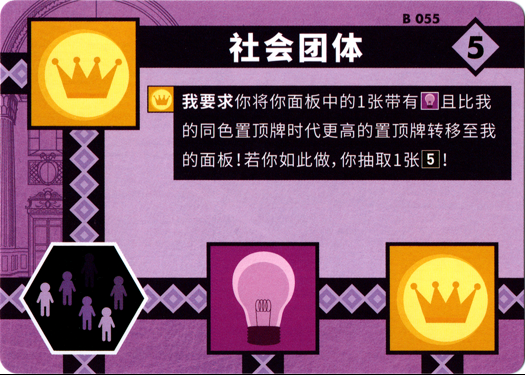 B 055
社会团体
5
我要求你将你面板中的1张带有且比我
的同色置顶牌时代更高的置顶牌转移至我
的面板！若你如此做，你抽取1张5！